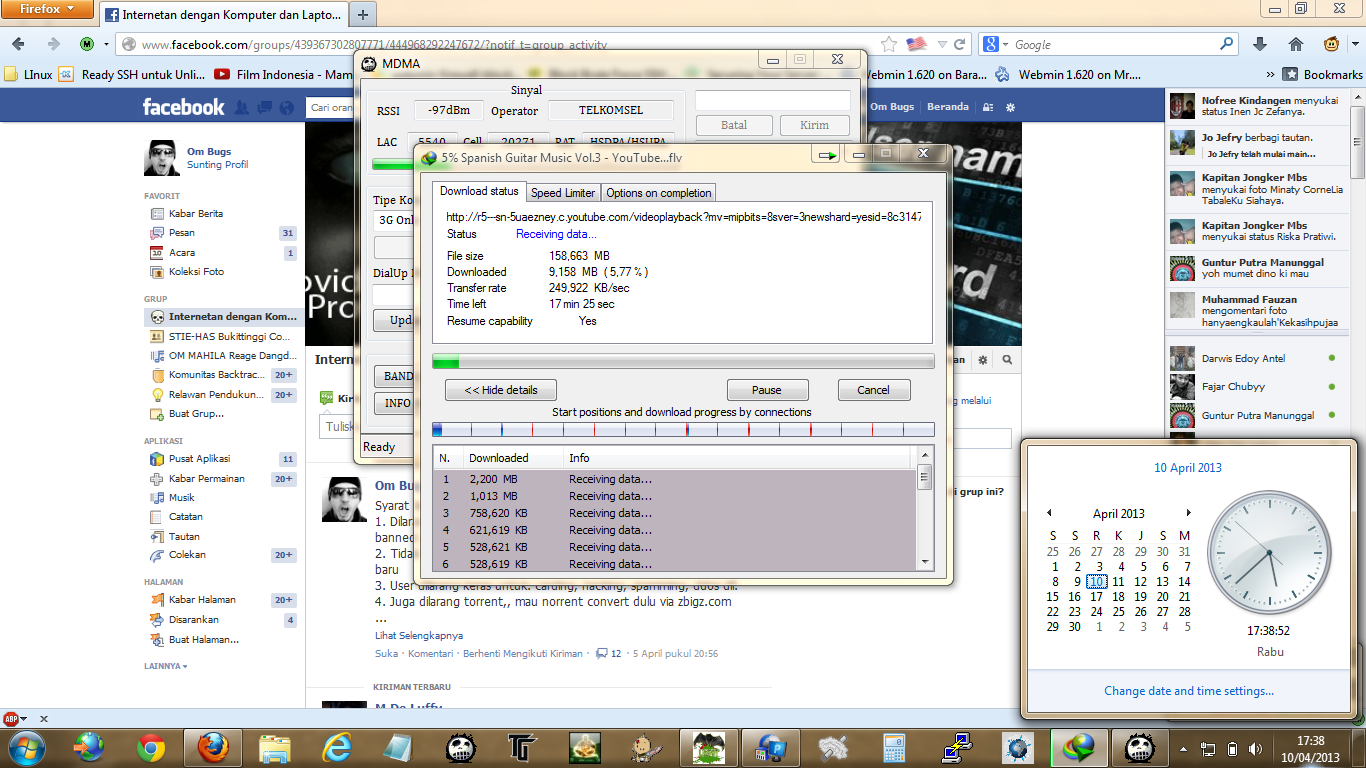 Firefox
Internetan dengan Komputer dan Lapto...
www.facebook.com/groups/439367302807771/444968292247672/?notif_t=group_activity
Google
LInux
Ready SSH untuk Unli...
Film Indonesia - Mam
Webmin 1.620 on Bara...
Webmin 1.620 on Mr....
»
Bookmarks
facebook
Cari oran
Om Bugs
Beranda
Om Bugs
Sunting Profil
FAVORIT
Kabar Berita
Pesan 31
Acara 1
Koleksi Foto
GRUP
Internetan dengan Kom...
STIE-HAS Bukittinggi Co...
OM MAHILA Reage Dangd...
Komunitas Backtrac... 20+
Relawan Pendukun... 20+
Buat Grup...
APLIKASI
Pusat Aplikasi 11
Kabar Permainan 20+
Musik
Catatan
Tautan
Colekan 20+
HALAMAN
Kabar Halaman 20+
Disarankan 4
Buat Halaman...
LAINNYA
MDMA
Sinyal
RSSI -97dBm Operator TELKOMSEL
LAC 5540 Cell 20271 RAT HSDPA/HSUPA
Batal Kirim
Tipe Ko
3G Onl
DialUp
Upd
BAND
INFO
Ready
5% Spanish Guitar Music Vol.3 - YouTube...flv
Download status Speed Limiter Options on completion
http://r5---sn-5uaezney.c.youtube.com/videoplayback?mv=mipbits=8sver=3newshard=yesid=8c3147
Status Receiving data...
File size 158,663 MB
Downloaded 9,158 MB ( 5,77 % )
Transfer rate 249,922 KB/sec
Time left 17 min 25 sec
Resume capability Yes
<< Hide details Pause Cancel
Start positions and download progress by connections
N. Downloaded Info
1 2,200 MB Receiving data...
2 1,013 MB Receiving data...
3 758,620 KB Receiving data...
4 621,619 KB Receiving data...
5 528,621 KB Receiving data...
6 528,619 KB Receiving data...
Intern
Kiri
Tulisk
g melalui
i grup ini?
Om Bu
Syarat
1. Dilar
banned
2. Tida
baru
3. User dilarang keras untuk: carding, hacking, spamming, ddos dll.
4. Juga dilarang torrent,, mau norrent convert dulu via zbigz.com
...
Lihat Selengkapnya
Suka · Komentari · Berhenti Mengikuti Kiriman · 12 · 5 April pukul 20:56
KIRIMAN TERBARU
M De Luffy
Nofree Kindangen menyukai
status Inen Jc Zefanya.
Jo Jefry berbagi tautan.
Jo Jefry telah mulai main...
Kapitan Jongker Mbs
menyukai foto Minaty CorneLia
TabaleKu Siahaya.
Kapitan Jongker Mbs
menyukai status Riska Pratiwi.
Guntur Putra Manunggal
yoh mumet dino ki mau
Muhammad Fauzan
mengomentari foto
hanyaengkaulah'Kekasihpujaa
Darwis Edoy Antel
Fajar Chubyy
Guntur Putra Manunggal
10 April 2013
April 2013
S S R K J S M
25 26 27 28 29 30 31
1 2 3 4 5 6 7
8 9 10 11 12 13 14
15 16 17 18 19 20 21
22 23 24 25 26 27 28
29 30 1 2 3 4 5
17:38:52
Rabu
Change date and time settings...
ABP
17:38
10/04/2013